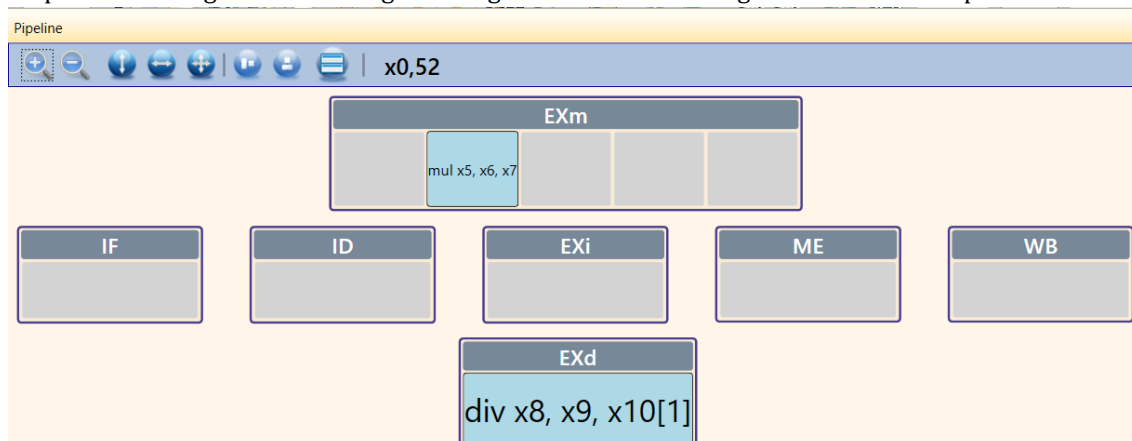 Pipeline
x0,52
EXm
mul x5, x6, x7
IF
ID
EXi
ME
WB
EXd
div x8, x9, x10[1]